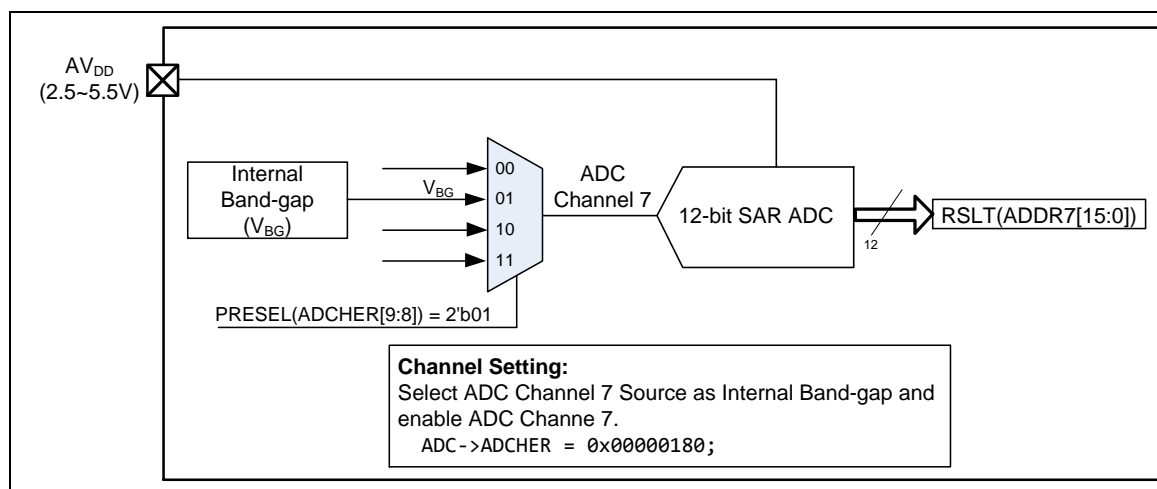 AVDD
(2.5~5.5V)
Internal
Band-gap
(VBG)
VBG
00
01
10
11
ADC
Channel 7
12-bit SAR ADC
12
RSLT(ADDR7[15:0])
PRESEL(ADCHER[9:8]) = 2'b01
Channel Setting:
Select ADC Channel 7 Source as Internal Band-gap and
enable ADC Channe 7.
ADC->ADCHER = 0x00000180;